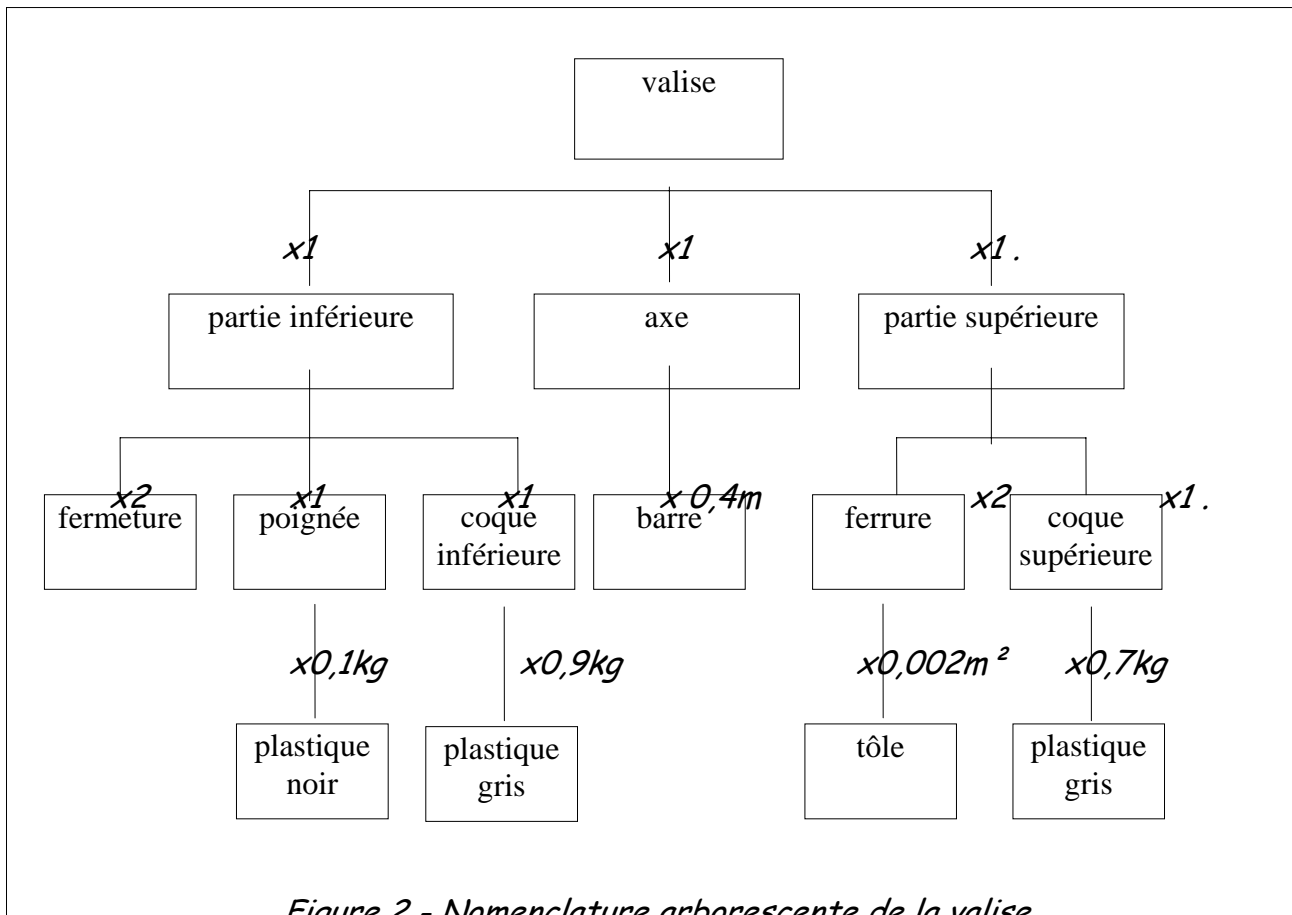 valise
x1 x1 x1 .
partie inférieure axe partie supérieure
x2 x1 x1 x 0,4m x2 x1 .
fermeture poignée coque inférieure barre ferrure coque supérieure
x0,1kg x0,9kg x0,002m² x0,7kg
plastique noir plastique gris tôle plastique gris
Figure 2 - Nomenclature arborescente de la valise